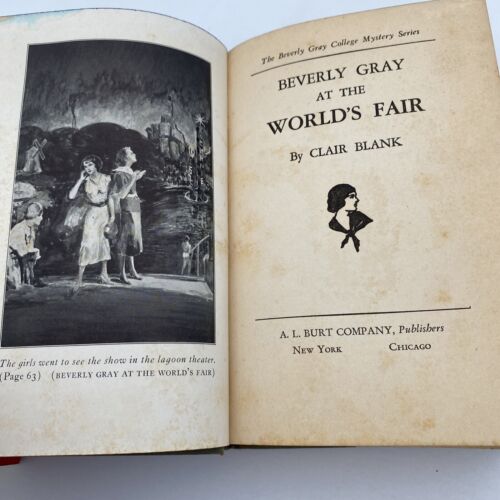 The girls went to see the show in the lagoon theater.
(Page 63) (BEVERLY GRAY AT THE WORLD'S FAIR)
The Beverly Gray College Mystery Series
BEVERLY GRAY
AT THE
WORLD'S FAIR
By CLAIR BLANK
A. L. BURT COMPANY, Publishers
NEW YORK CHICAGO